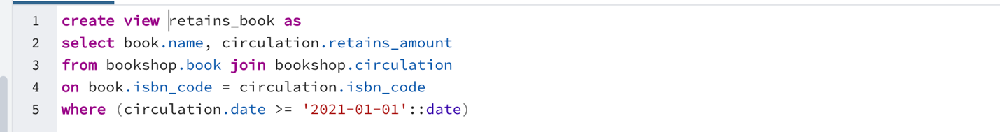 1 create view retains_book as
2 select book.name, circulation.retains_amount
3 from bookshop.book join bookshop.circulation
4 on book.isbn_code = circulation.isbn_code
5 where (circulation.date >= '2021-01-01'::date)